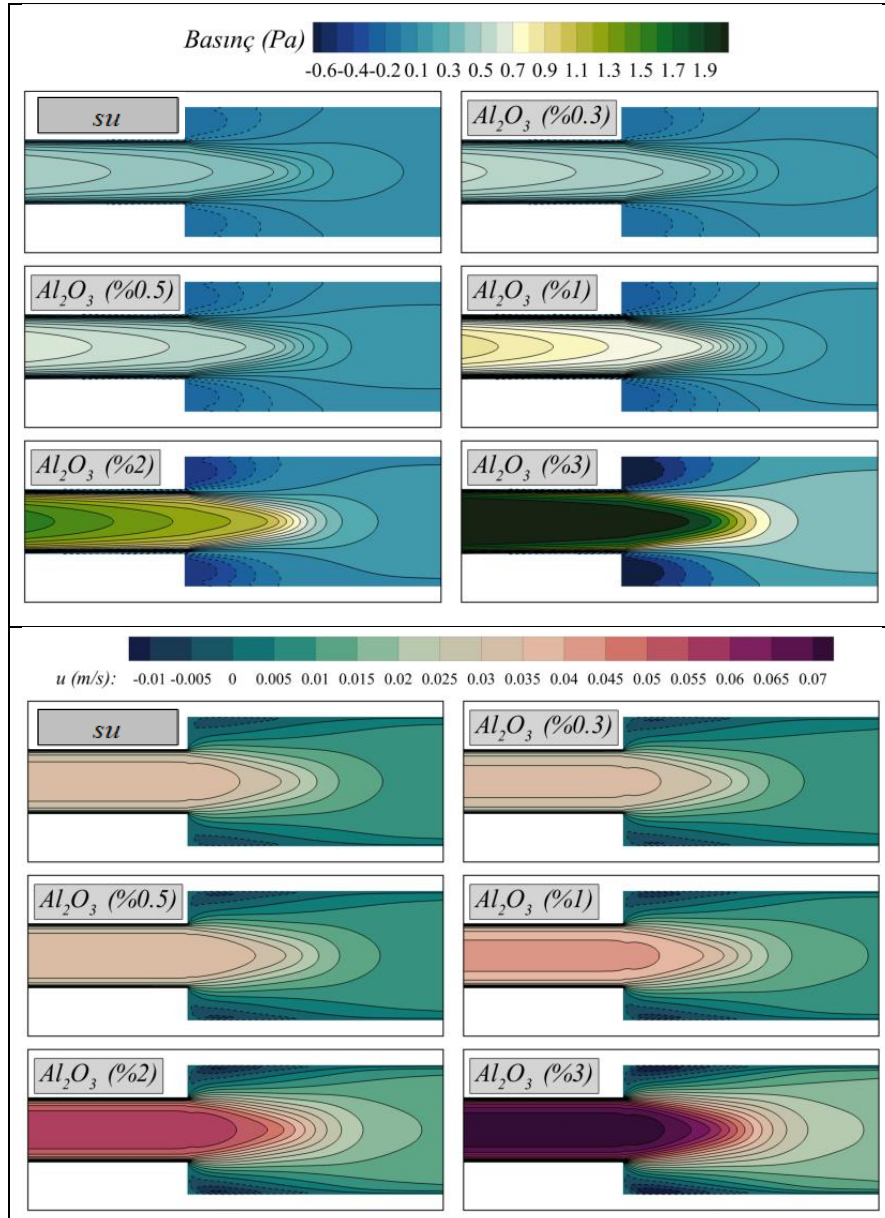 Basınç (Pa)
-0.6 -0.4 -0.2 0.1 0.3 0.5 0.7 0.9 1.1 1.3 1.5 1.7 1.9
su
Al₂O₃ (%0.3)
Al₂O₃ (%0.5)
Al₂O₃ (%1)
Al₂O₃ (%2)
Al₂O₃ (%3)
u (m/s): -0.01 -0.005 0 0.005 0.01 0.015 0.02 0.025 0.03 0.035 0.04 0.045 0.05 0.055 0.06 0.065 0.07
su
Al₂O₃ (%0.3)
Al₂O₃ (%0.5)
Al₂O₃ (%1)
Al₂O₃ (%2)
Al₂O₃ (%3)